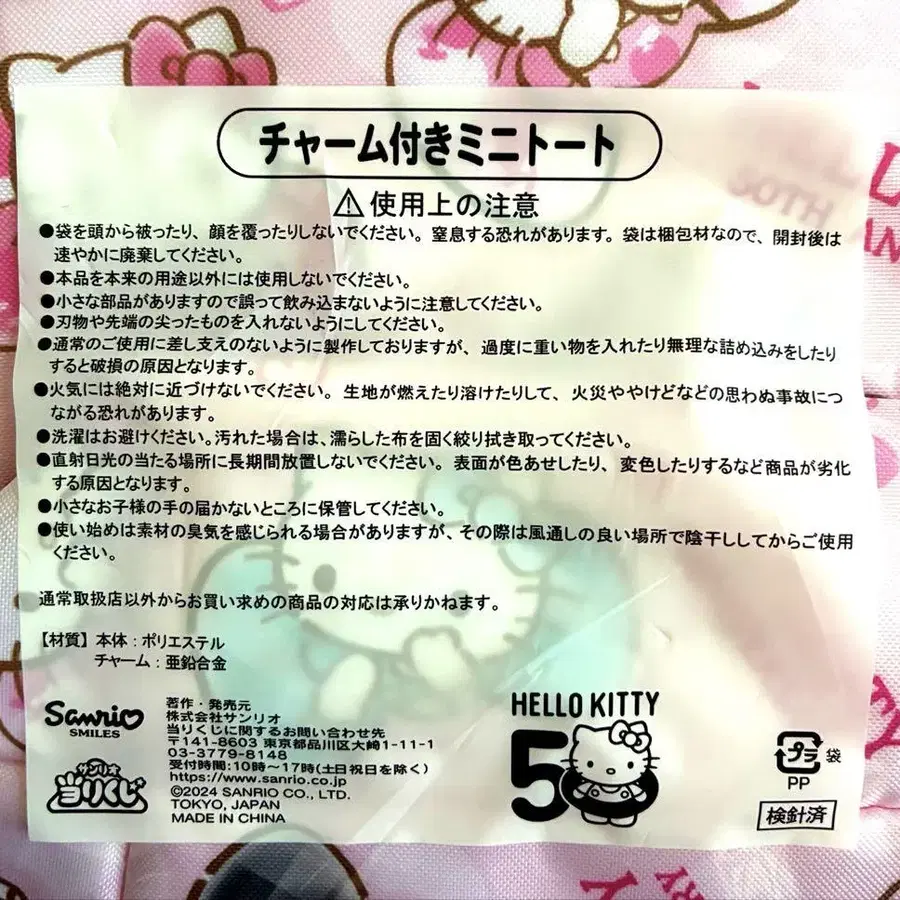 チャーム付きミニトート
⚠使用上の注意
●袋を頭から被ったり、顔を覆ったりしないでください。窒息する恐れがあります。袋は梱包材なので、開封後は
速やかに廃棄してください。
●本品を本来の用途以外には使用しないでください。
●小さな部品がありますので誤って飲み込まないように注意してください。
●刃物や先端の尖ったものを入れないようにしてください。
●通常のご使用に差し支えのないように製作しておりますが、過度に重い物を入れたり無理な詰め込みをしたり
すると破損の原因となります。
●火気には絶対に近づけないでください。生地が燃えたり溶けたりして、火災ややけどなどの思わぬ事故につ
ながる恐れがあります。
●洗濯はお避けください。汚れた場合は、濡らした布を固く絞り拭き取ってください。
●直射日光の当たる場所に長期間放置しないでください。表面が色あせしたり、変色したりするなど商品が劣化
する原因となります。
●小さなお子様の手の届かないところに保管してください。
●使い始めは素材の臭気を感じられる場合がありますが、その際は風通しの良い場所で陰干ししてからご使用
ください。
通常取扱店以外からお買い求めの商品の対応は承りかねます。
【材質】本体：ポリエステル
チャーム：亜鉛合金
Sanrio
SMILES
サンリオ
当りくじ
著作・発売元
株式会社サンリオ
当りくじに関するお問い合わせ先
〒141-8603 東京都品川区大崎1-11-1
03-3779-8148
受付時間:10時〜17時(土日祝日を除く)
https://www.sanrio.co.jp
©2024 SANRIO CO., LTD.
TOKYO, JAPAN
MADE IN CHINA
HELLO KITTY
50
プラ 袋
PP
検針済